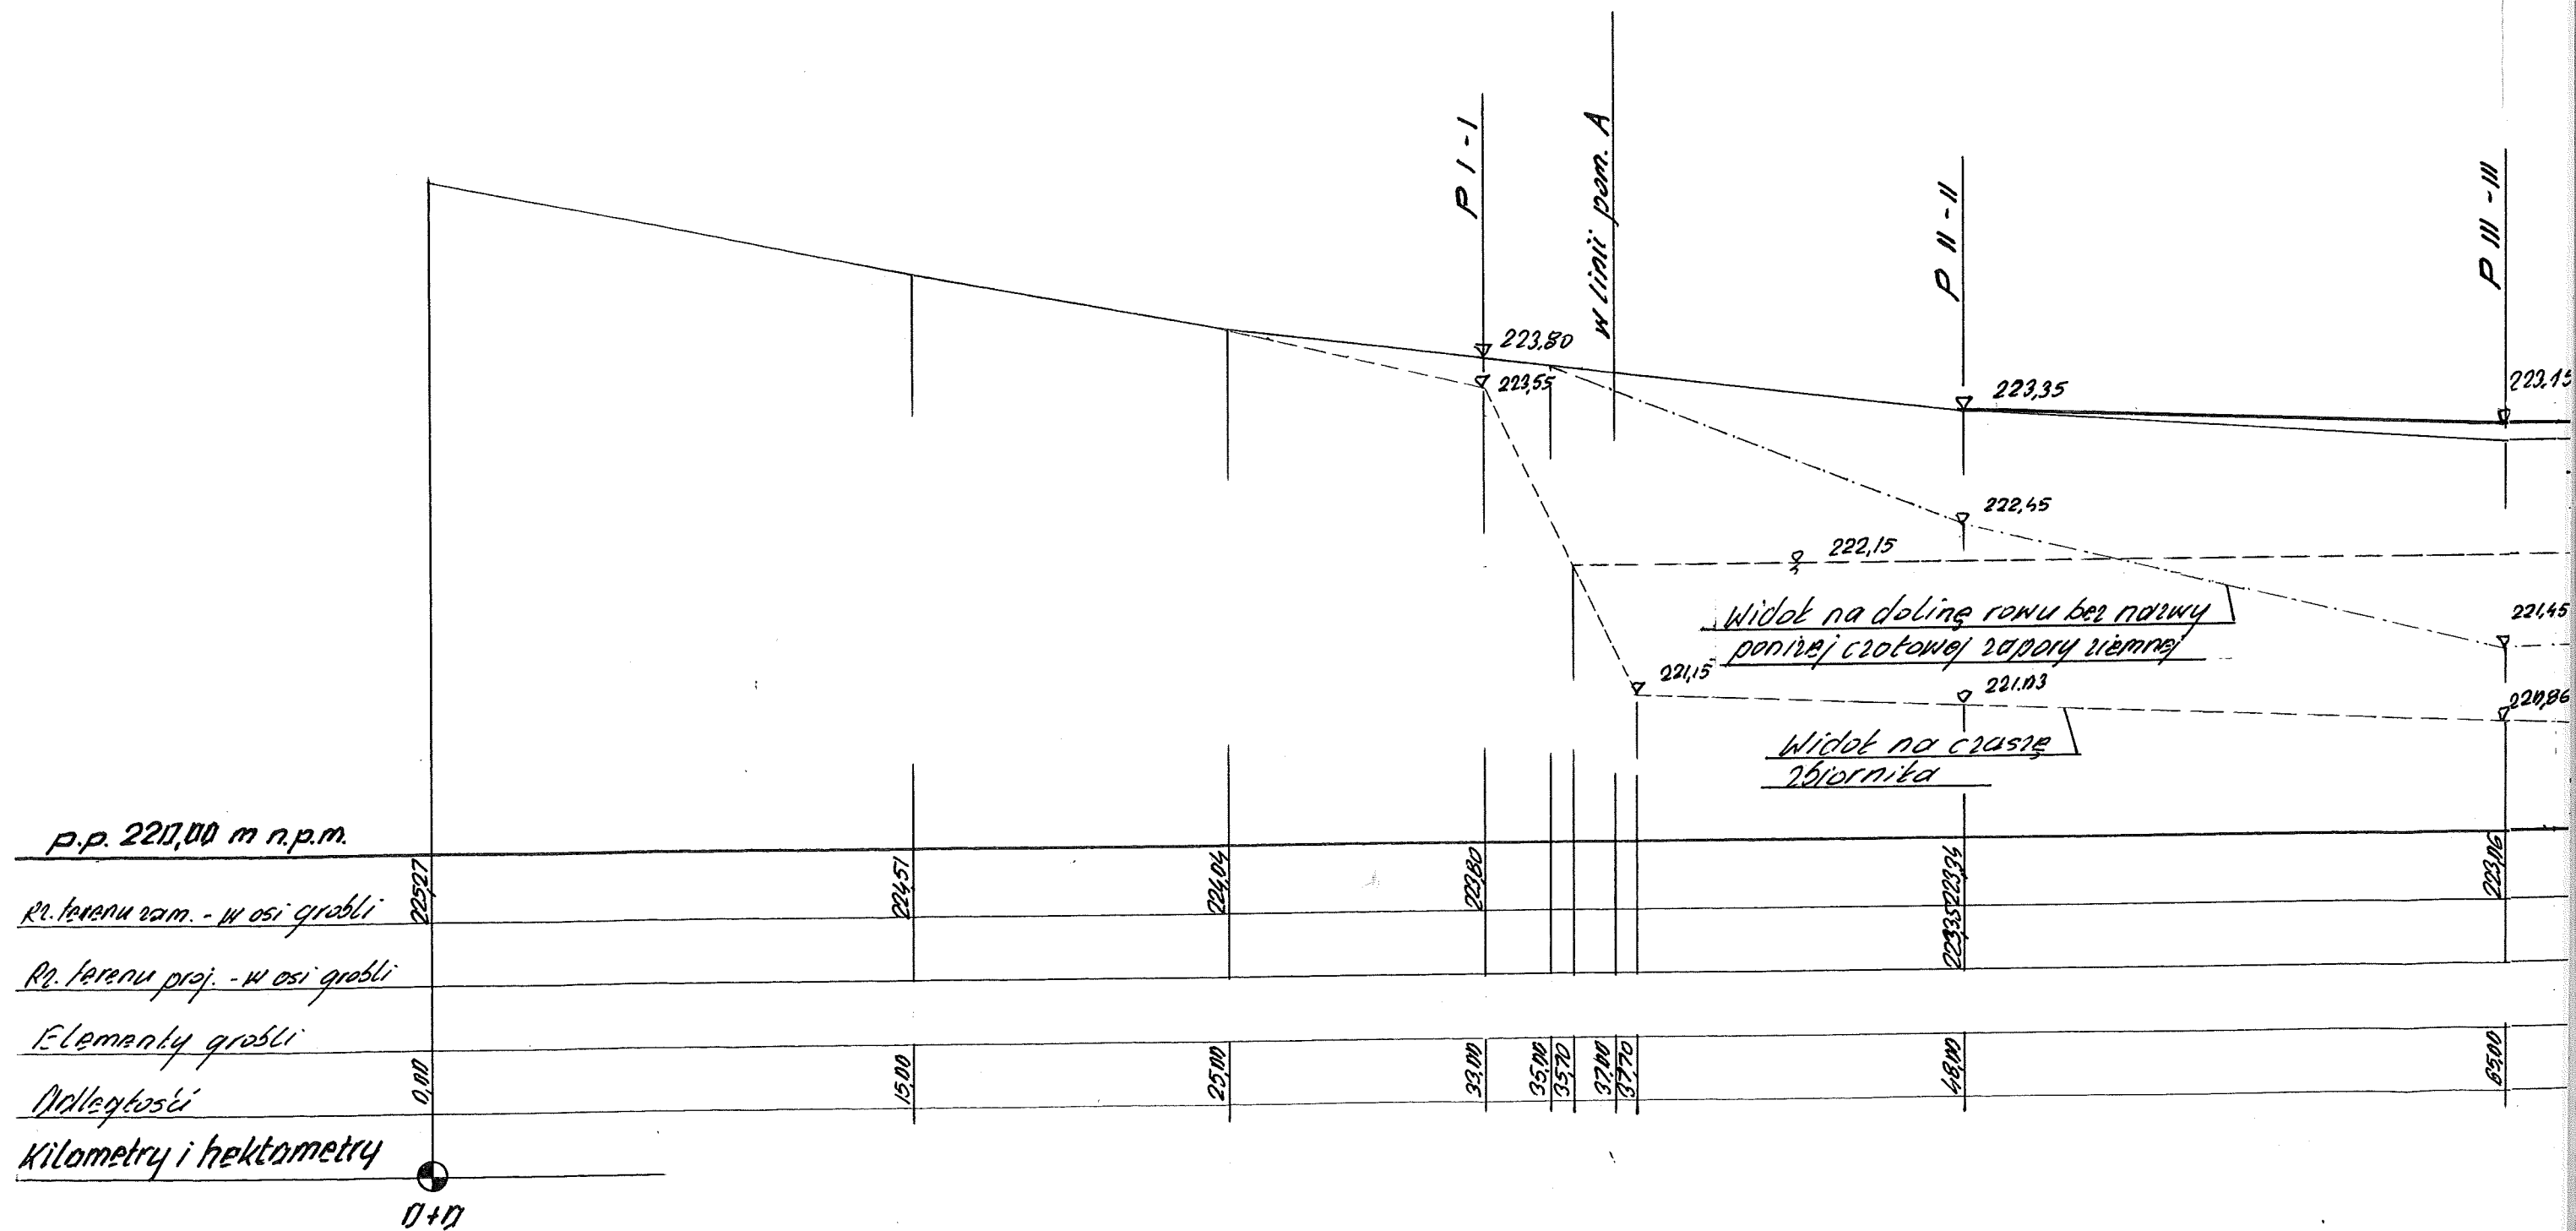 P I - I
w linii pom. A
P II - II
P III - III
223,80
223,55
223,35
223,15
222,45
222,15
Widok na dolinę rowu bez nazwy
poniżej czołowej zapory ziemnej
221,45
221,15
221,03
220,86
Widok na czaszę
zbiornika
p.p. 220,00 m n.p.m.
Rz. terenu zam. - w osi grobli 225,27 224,51 224,04 223,80 223,34 223,06
Rz. terenu proj. - w osi grobli 223,35
Elementy grobli
Odległości 0,00 15,00 25,00 33,00 35,00 35,70 37,00 37,70 48,00 65,00
Kilometry i hektometry
0+0